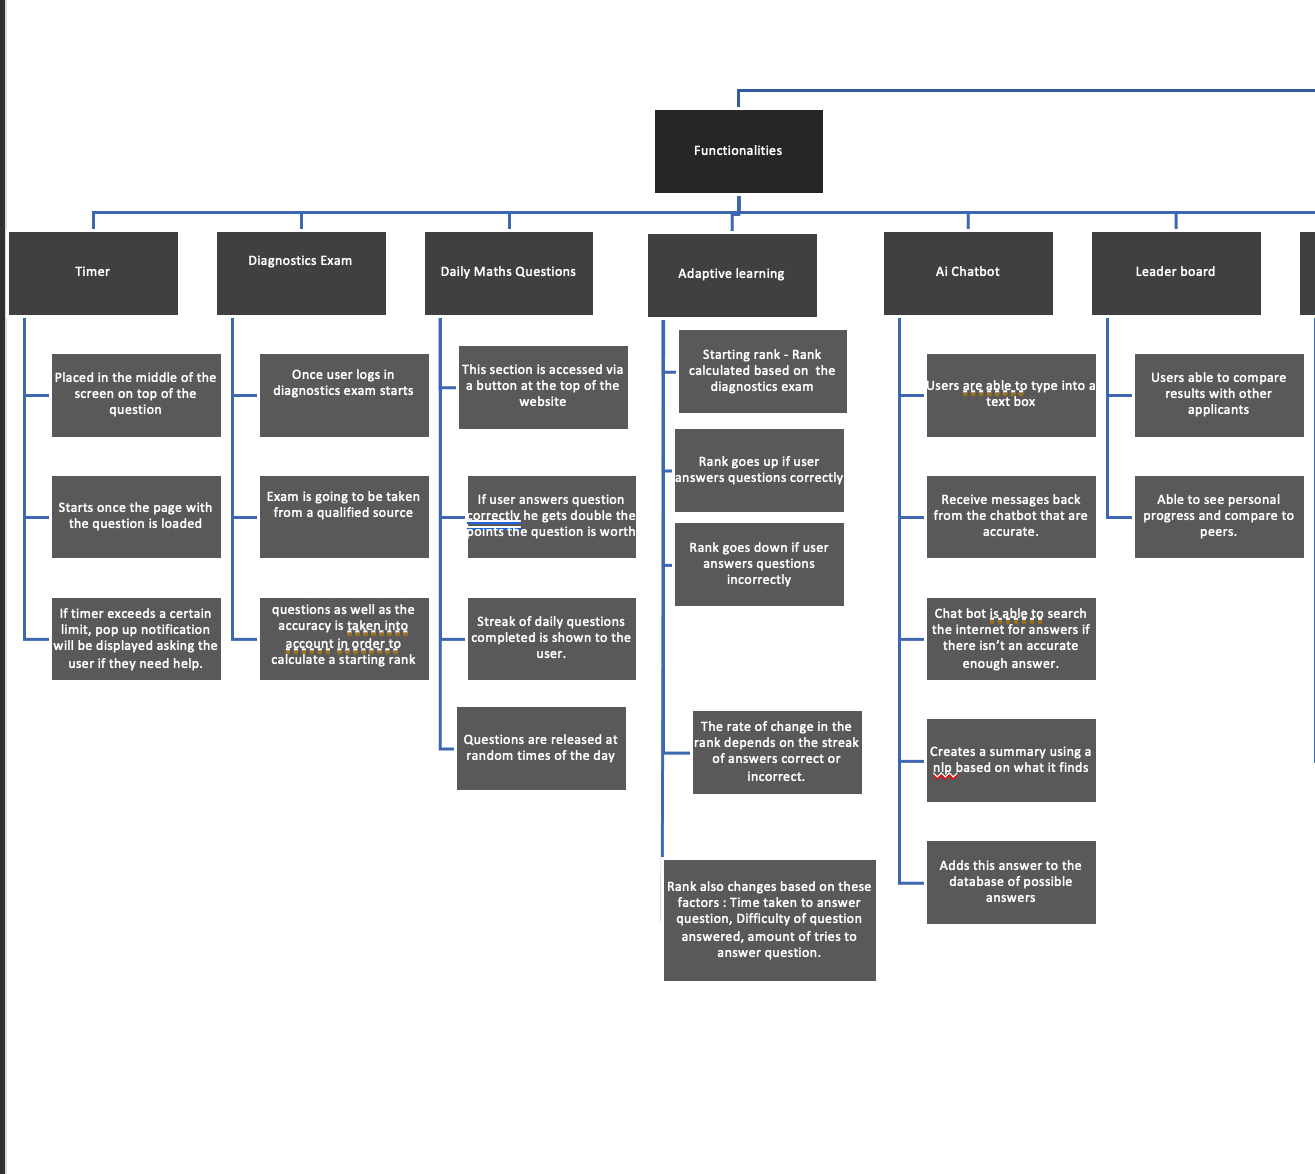 Functionalities
Timer
Placed in the middle of the
screen on top of the
question
Starts once the page with
the question is loaded
If timer exceeds a certain
limit, pop up notification
will be displayed asking the
user if they need help.
Diagnostics Exam
Once user logs in
diagnostics exam starts
Exam is going to be taken
from a qualified source
questions as well as the
accuracy is taken into
account in order to
calculate a starting rank
Daily Maths Questions
This section is accessed via
a button at the top of the
website
If user answers question
correctly he gets double the
points the question is worth
Streak of daily questions
completed is shown to the
user.
Questions are released at
random times of the day
Adaptive learning
Starting rank - Rank
calculated based on  the
diagnostics exam
Rank goes up if user
answers questions correctly
Rank goes down if user
answers questions
incorrectly
The rate of change in the
rank depends on the streak
of answers correct or
incorrect.
Rank also changes based on these
factors : Time taken to answer
question, Difficulty of question
answered, amount of tries to
answer question.
Ai Chatbot
Users are able to type into a
text box
Receive messages back
from the chatbot that are
accurate.
Chat bot is able to search
the internet for answers if
there isn't an accurate
enough answer.
Creates a summary using a
nlp based on what it finds
Adds this answer to the
database of possible
answers
Leader board
Users able to compare
results with other
applicants
Able to see personal
progress and compare to
peers.